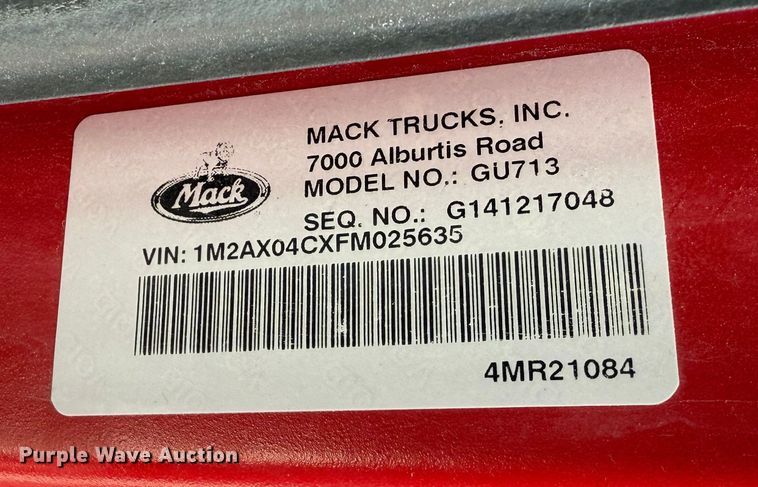 MACK TRUCKS, INC.
7000 Alburtis Road
MODEL NO.: GU713
Mack
SEQ. NO.: G141217048
VIN: 1M2AX04CXFM025635
4MR21084
Purple Wave Auction